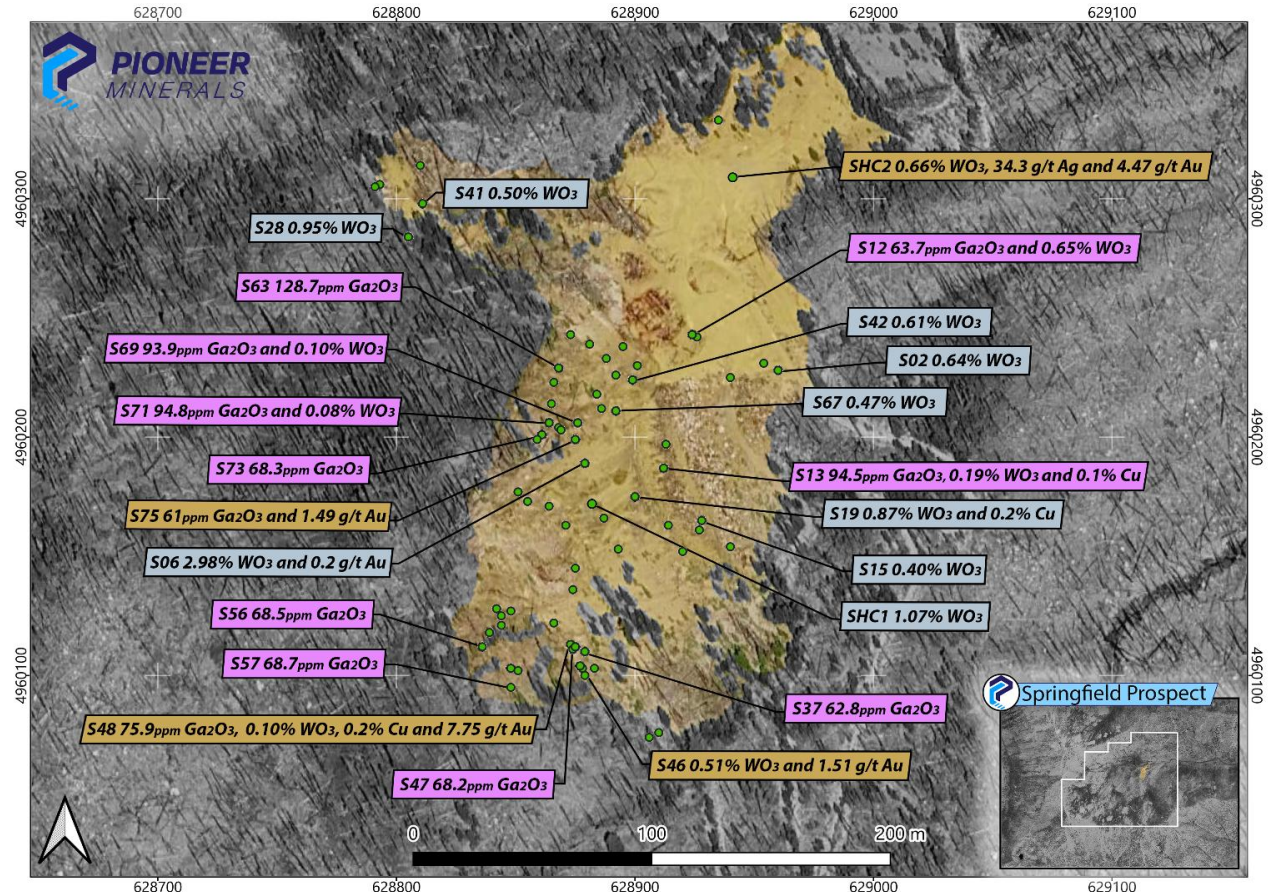 628700 628800 628900 629000 629100
PIONEER
MINERALS
SHC2 0.66% WO3, 34.3 g/t Ag and 4.47 g/t Au
S41 0.50% WO3
4960300
4960300
S28 0.95% WO3
S12 63.7ppm Ga2O3 and 0.65% WO3
S63 128.7ppm Ga2O3
S42 0.61% WO3
S69 93.9ppm Ga2O3 and 0.10% WO3
S02 0.64% WO3
S67 0.47% WO3
S71 94.8ppm Ga2O3 and 0.08% WO3
4960200
4960200
S73 68.3ppm Ga2O3
S13 94.5ppm Ga2O3, 0.19% WO3 and 0.1% Cu
S75 61ppm Ga2O3 and 1.49 g/t Au
S19 0.87% WO3 and 0.2% Cu
S06 2.98% WO3 and 0.2 g/t Au
S15 0.40% WO3
S56 68.5ppm Ga2O3
SHC1 1.07% WO3
S57 68.7ppm Ga2O3
4960100
4960100
Springfield Prospect
S37 62.8ppm Ga2O3
S48 75.9ppm Ga2O3, 0.10% WO3, 0.2% Cu and 7.75 g/t Au
S46 0.51% WO3 and 1.51 g/t Au
S47 68.2ppm Ga2O3
0 100 200 m
628700 628800 628900 629000 629100